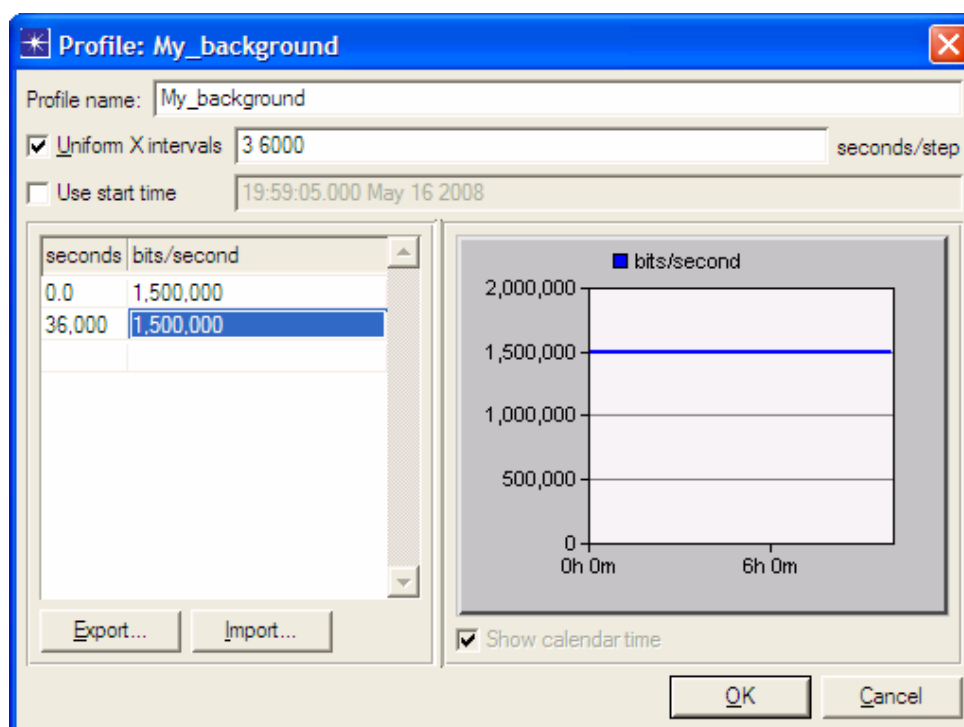 Profile: My_background
Profile name: My_background
Uniform X intervals 3 6000 seconds/step
Use start time 19:59:05.000 May 16 2008
seconds bits/second
0.0 1,500,000
36,000 1,500,000
bits/second
2,000,000
1,500,000
1,000,000
500,000
0
0h 0m 6h 0m
Export... Import...
Show calendar time
OK Cancel